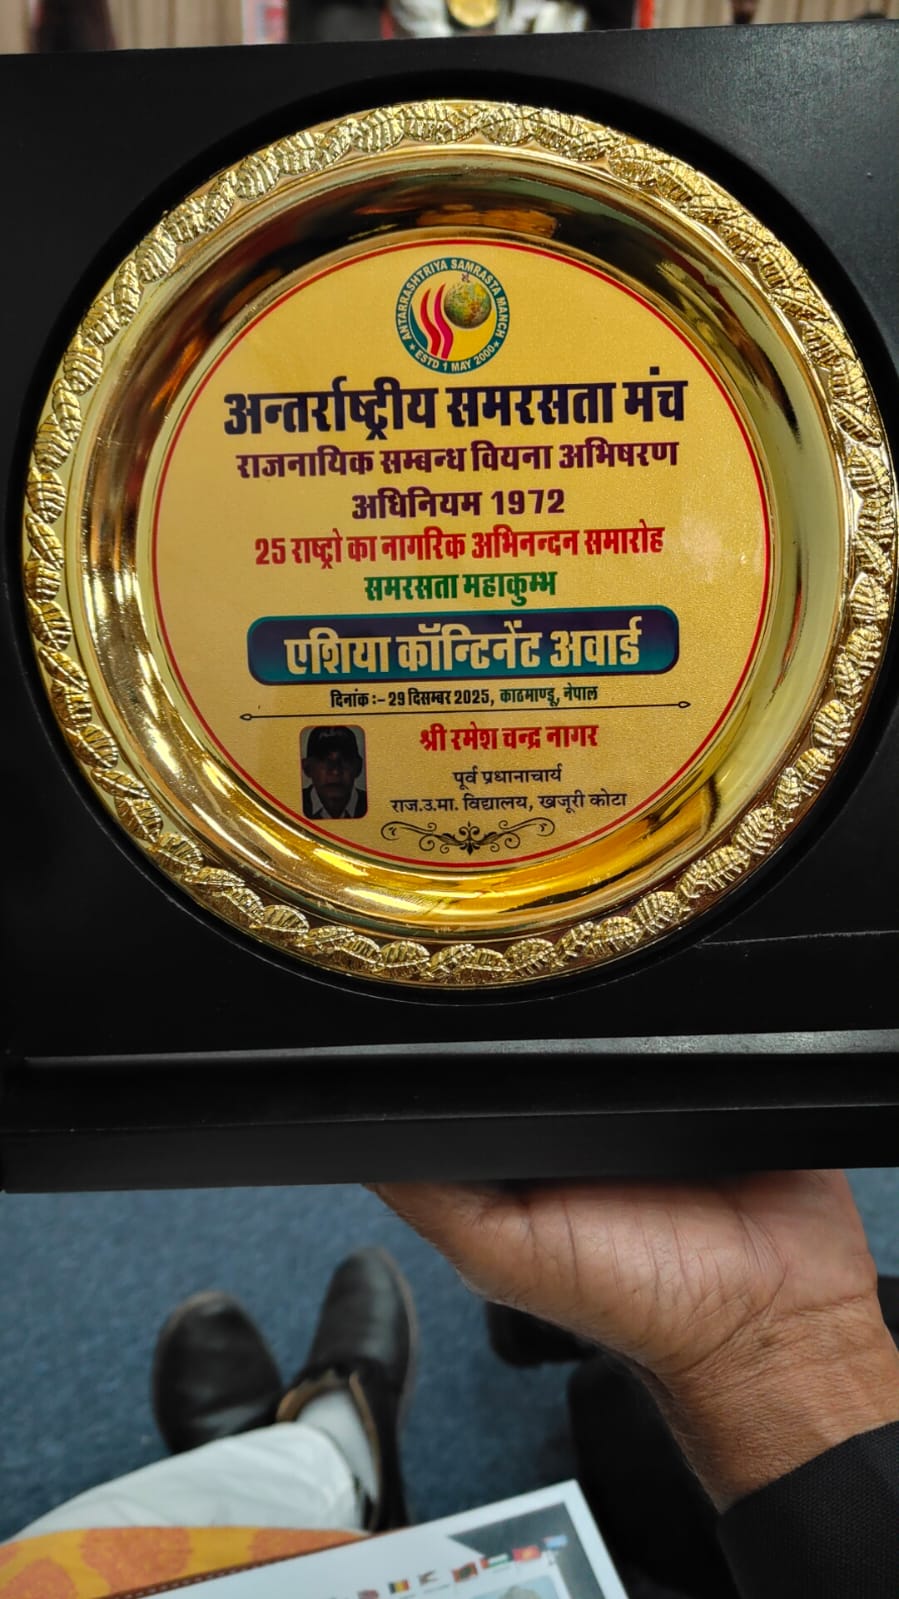 ANTARRASHTRIYA SAMRASTA MANCH
ESTD 1 MAY 2000
अन्तर्राष्ट्रीय समरसता मंच
राजनायिक सम्बन्ध वियना अभिषरण
अधिनियम 1972
25 राष्ट्रो का नागरिक अभिनन्दन समारोह
समरसता महाकुम्भ
एशिया कॉन्टिनेंट अवार्ड
दिनांक :- 29 दिसम्बर 2025, काठमाण्डू, नेपाल
श्री रमेश चन्द्र नागर
पूर्व प्रधानाचार्य
राज.उ.मा. विद्यालय, खजूरी कोटा